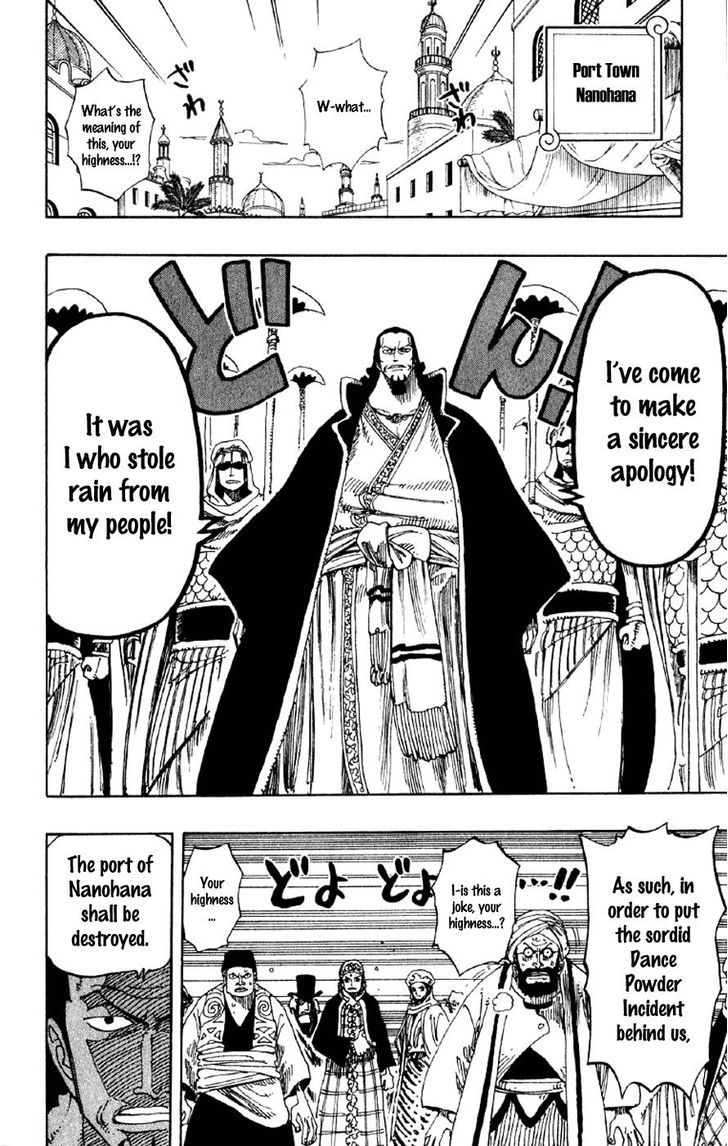 Port Town
Nanohana
W-what...
ざわ
ざわ
What's the
meaning of
this, your
highness...!?
I've come
to make
a sincere
apology!
どん!!
It was
I who stole
rain from
my people!
As such, in
order to put
the sordid
Dance
Powder
Incident
behind us,
I-is this a
joke, your
highness...?
どよどよ...!!
Your
highness
...
The port of
Nanohana
shall be
destroyed.